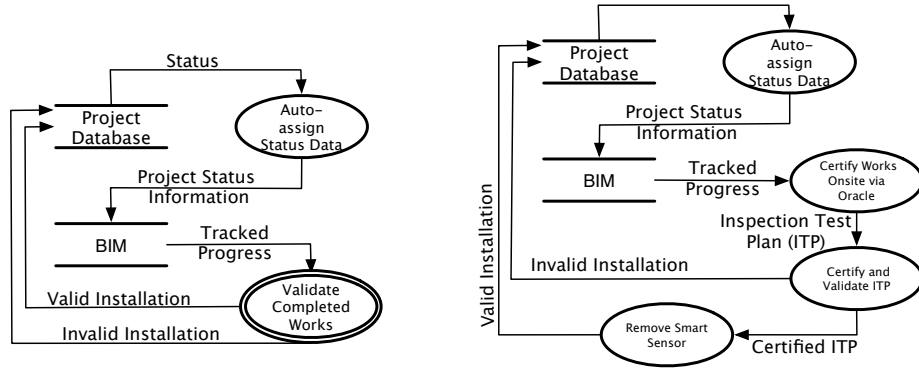 Status
Auto-
assign
Status Data
Project
Database
Project Status
Information
BIM
Tracked
Progress
Validate
Completed
Works
Valid Installation
Invalid Installation
Auto-
assign
Status Data
Project
Database
Project Status
Information
BIM
Tracked
Progress
Certify Works
Onsite via
Oracle
Inspection Test
Plan (ITP)
Certify and
Validate ITP
Invalid Installation
Valid Installation
Remove Smart
Sensor
Certified ITP